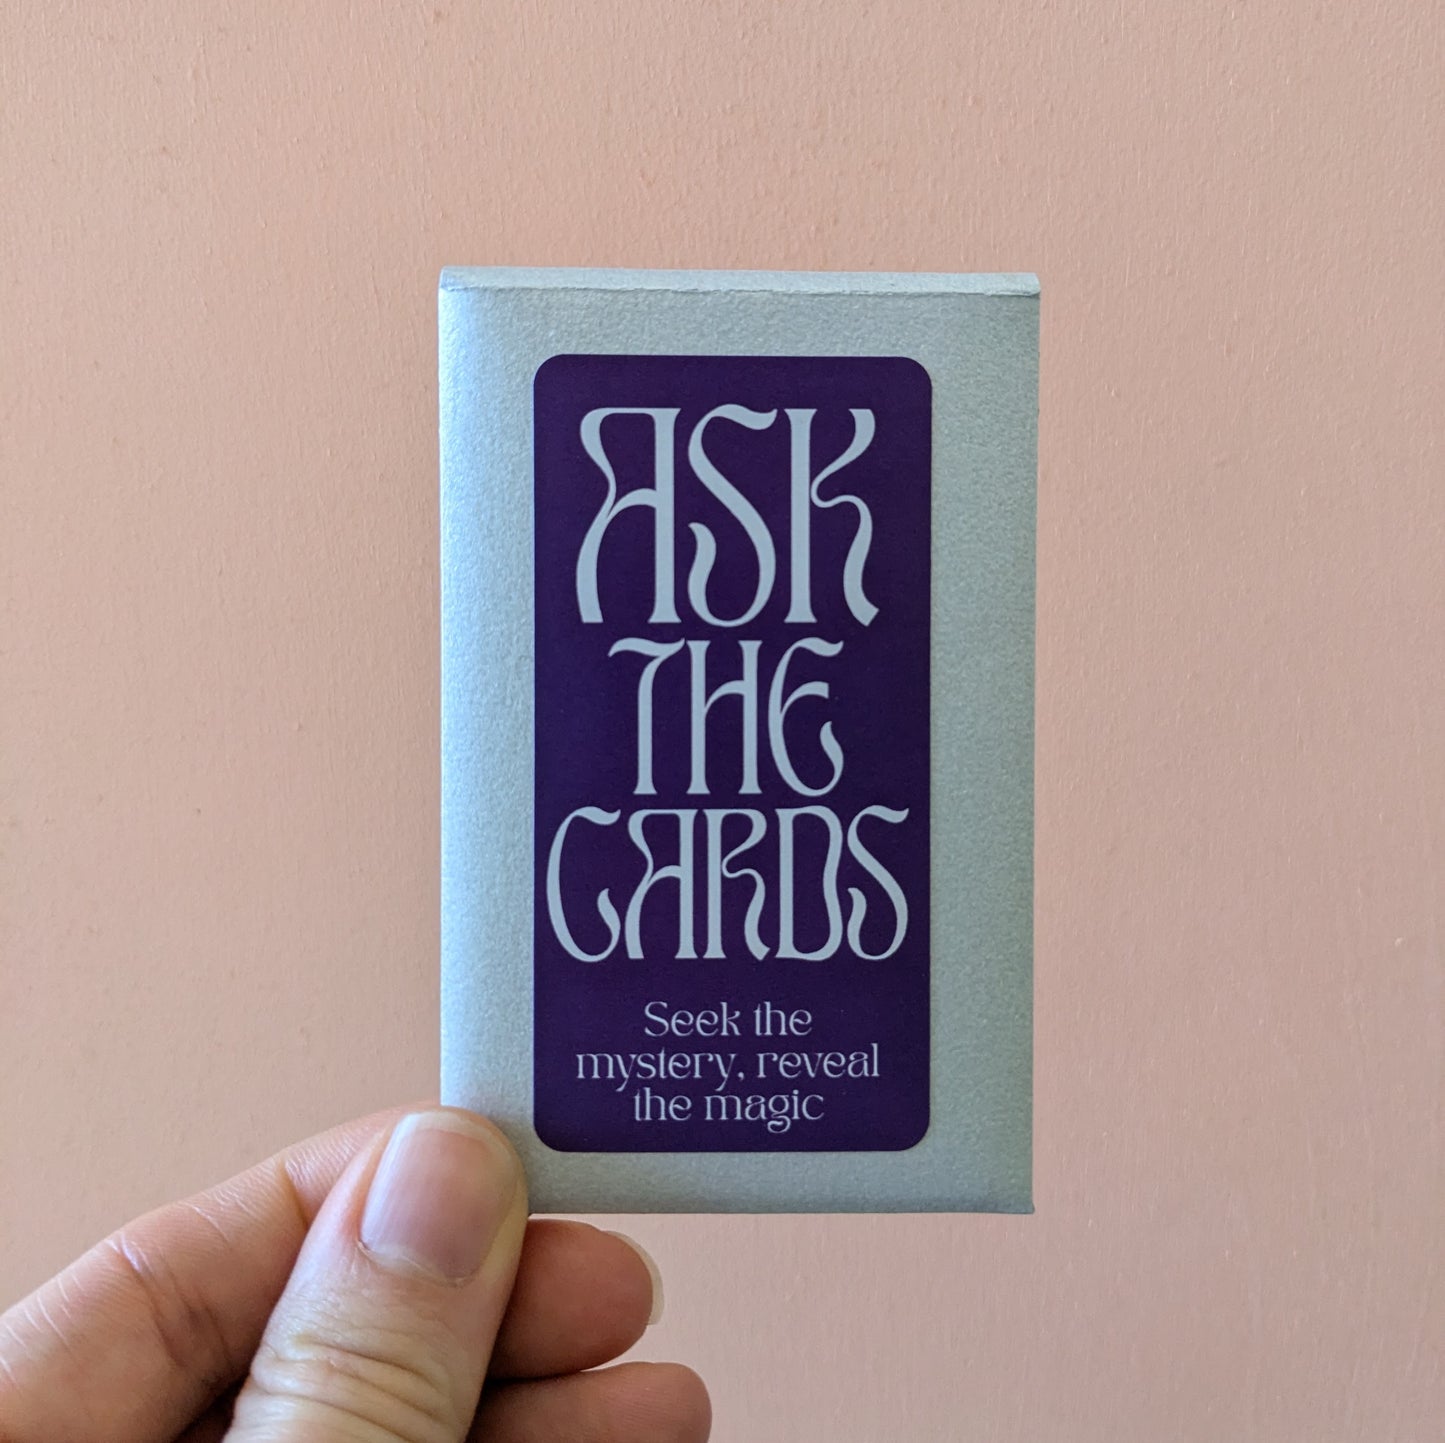 ASK
THE
CARDS
Seek the
mystery, reveal
the magic